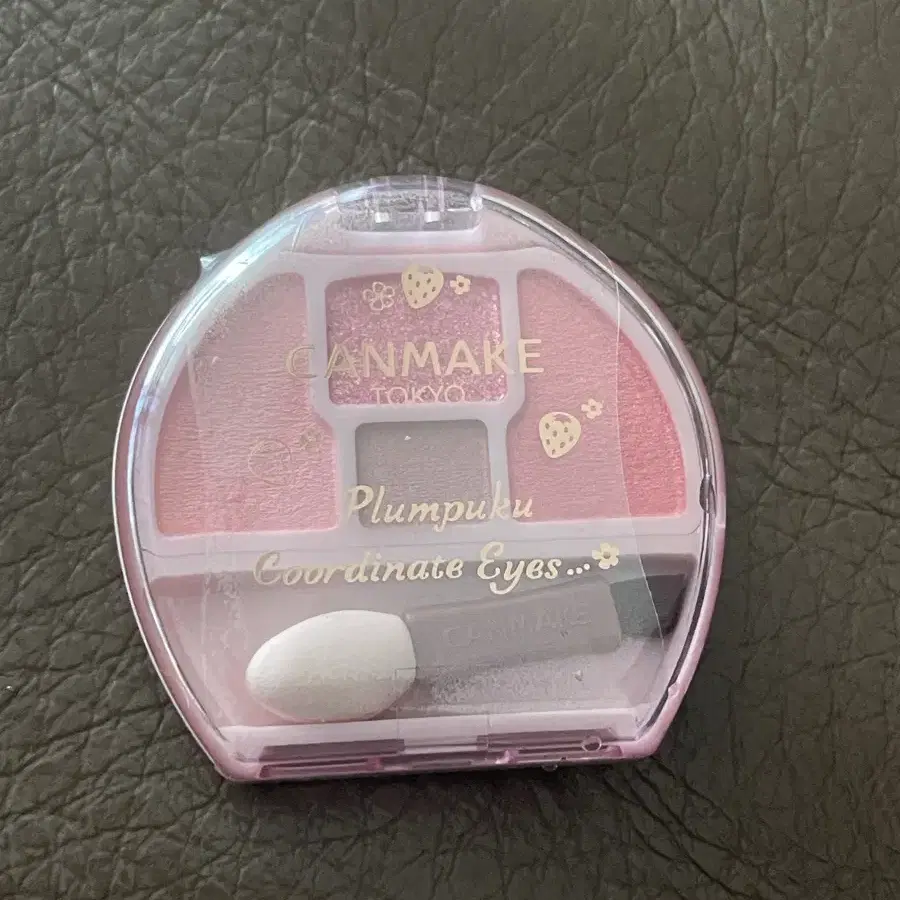 CANMAKE
TOKYO
Plumpuku
Coordinate Eyes...
CANMAKE